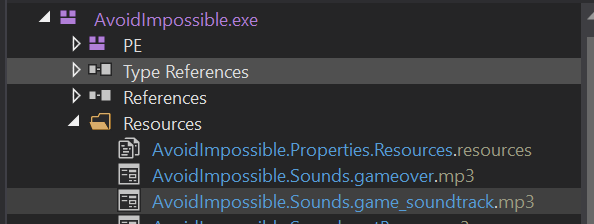 AvoidImpossible.exe
PE
Type References
References
Resources
AvoidImpossible.Properties.Resources.resources
AvoidImpossible.Sounds.gameover.mp3
AvoidImpossible.Sounds.game_soundtrack.mp3